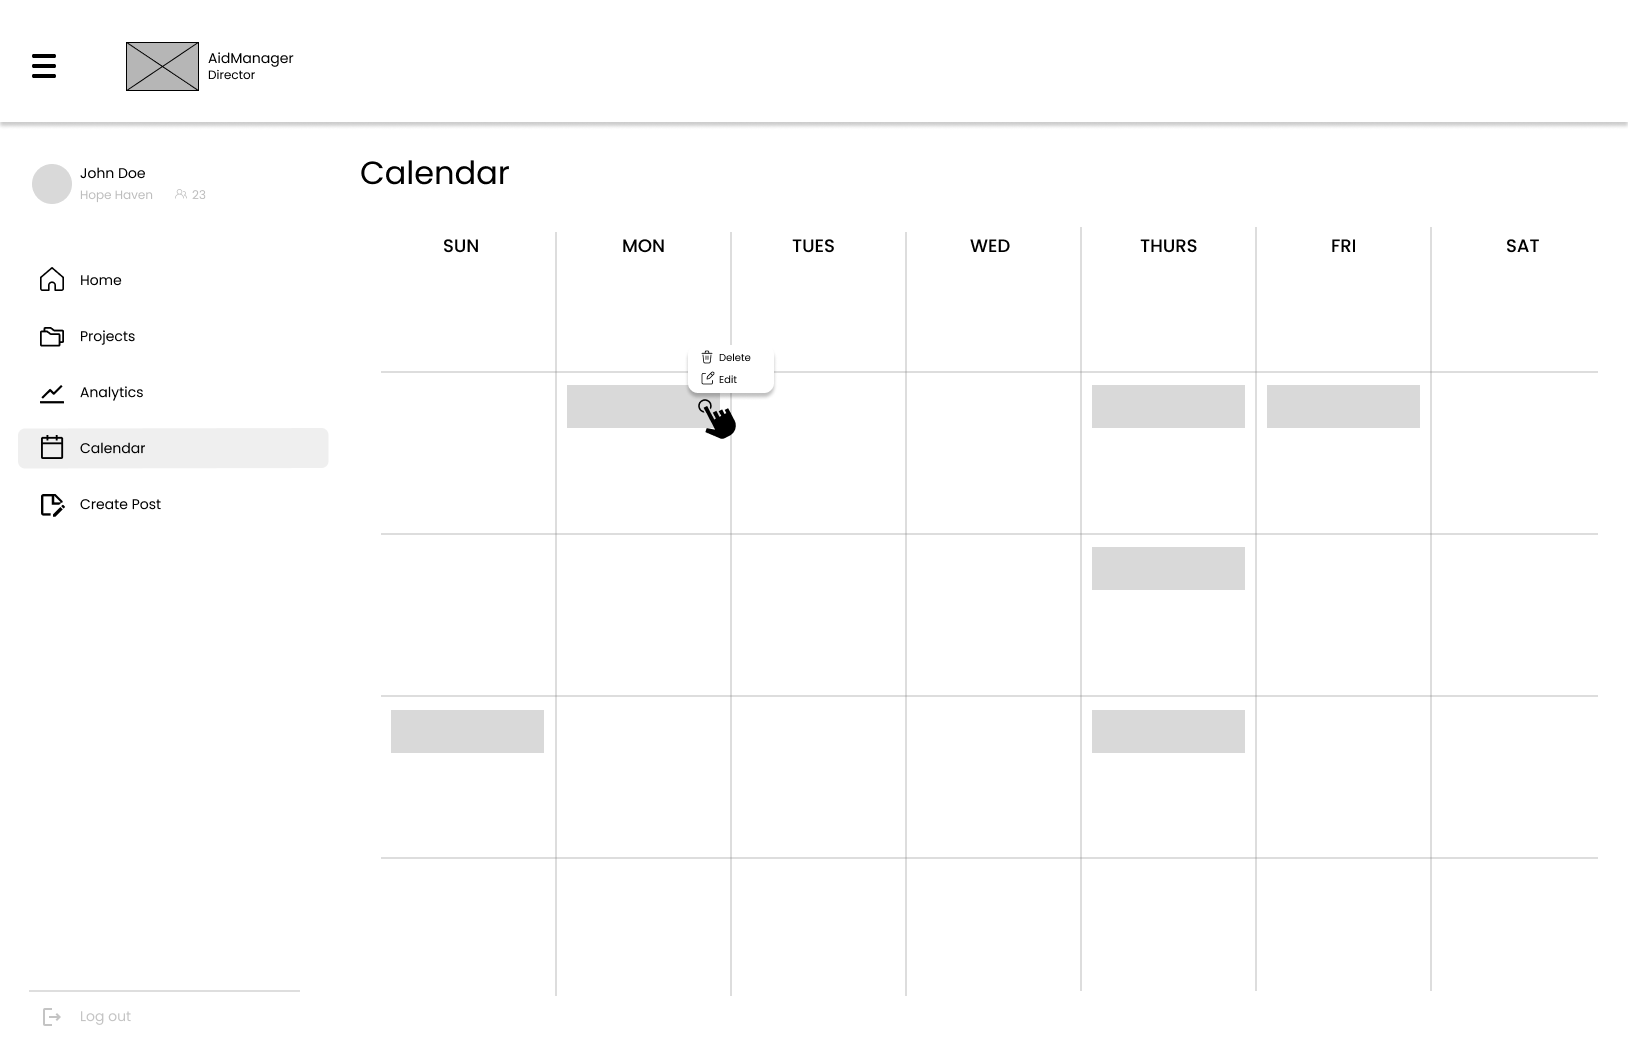 AidManager
Director
John Doe
Hope Haven 23
Home
Projects
Analytics
Calendar
Create Post
Log out
Calendar
SUN MON TUES WED THURS FRI SAT
Delete
Edit